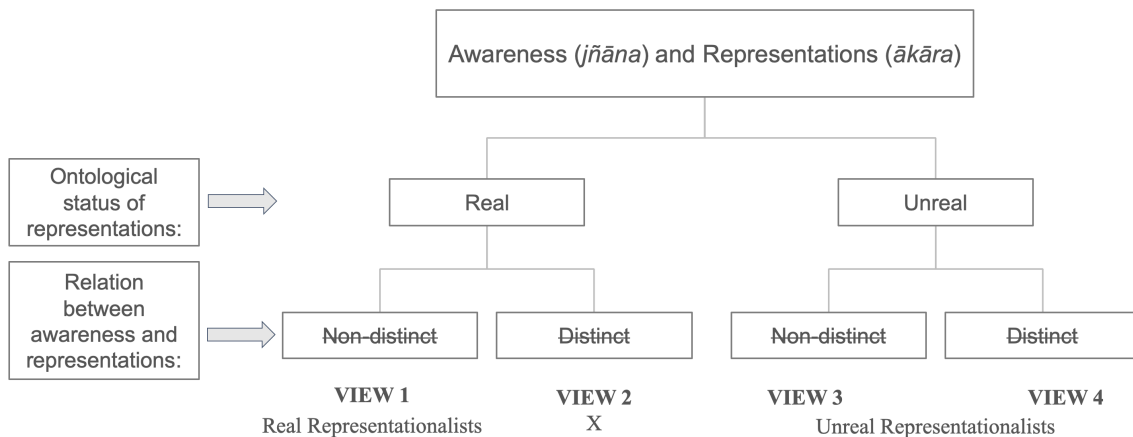 Awareness (jñāna) and Representations (ākāra)
Ontological
status of
representations:
Real
Unreal
Relation
between
awareness and
representations:
Non-distinct
Distinct
Non-distinct
Distinct
VIEW 1
VIEW 2
VIEW 3
VIEW 4
Real Representationalists
X
Unreal Representationalists